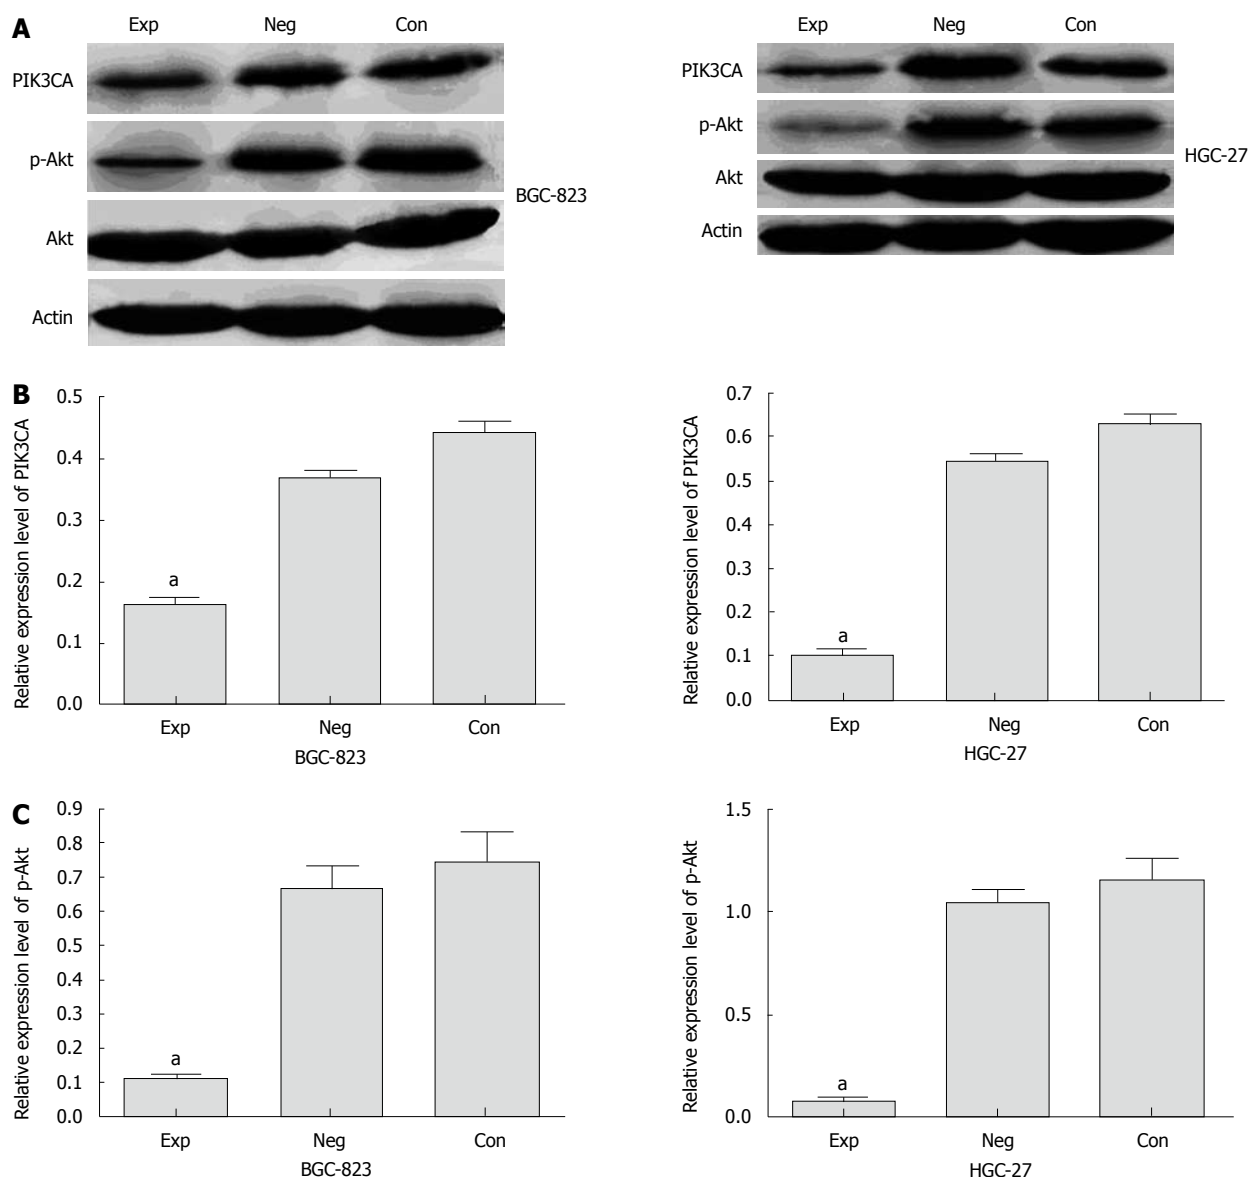 A
Exp Neg Con
PIK3CA
p-Akt
Akt
Actin
BGC-823
Exp Neg Con
PIK3CA
p-Akt
Akt
Actin
HGC-27
B
Relative expression level of PIK3CA
0.5
0.4
0.3
0.2
0.1
0.0
a
Exp Neg Con
BGC-823
Relative expression level of PIK3CA
0.7
0.6
0.5
0.4
0.3
0.2
0.1
0.0
a
Exp Neg Con
HGC-27
C
Relative expression level of p-Akt
0.9
0.8
0.7
0.6
0.5
0.4
0.3
0.2
0.1
0.0
a
Exp Neg Con
BGC-823
Relative expression level of p-Akt
1.5
1.0
0.5
0.0
a
Exp Neg Con
HGC-27